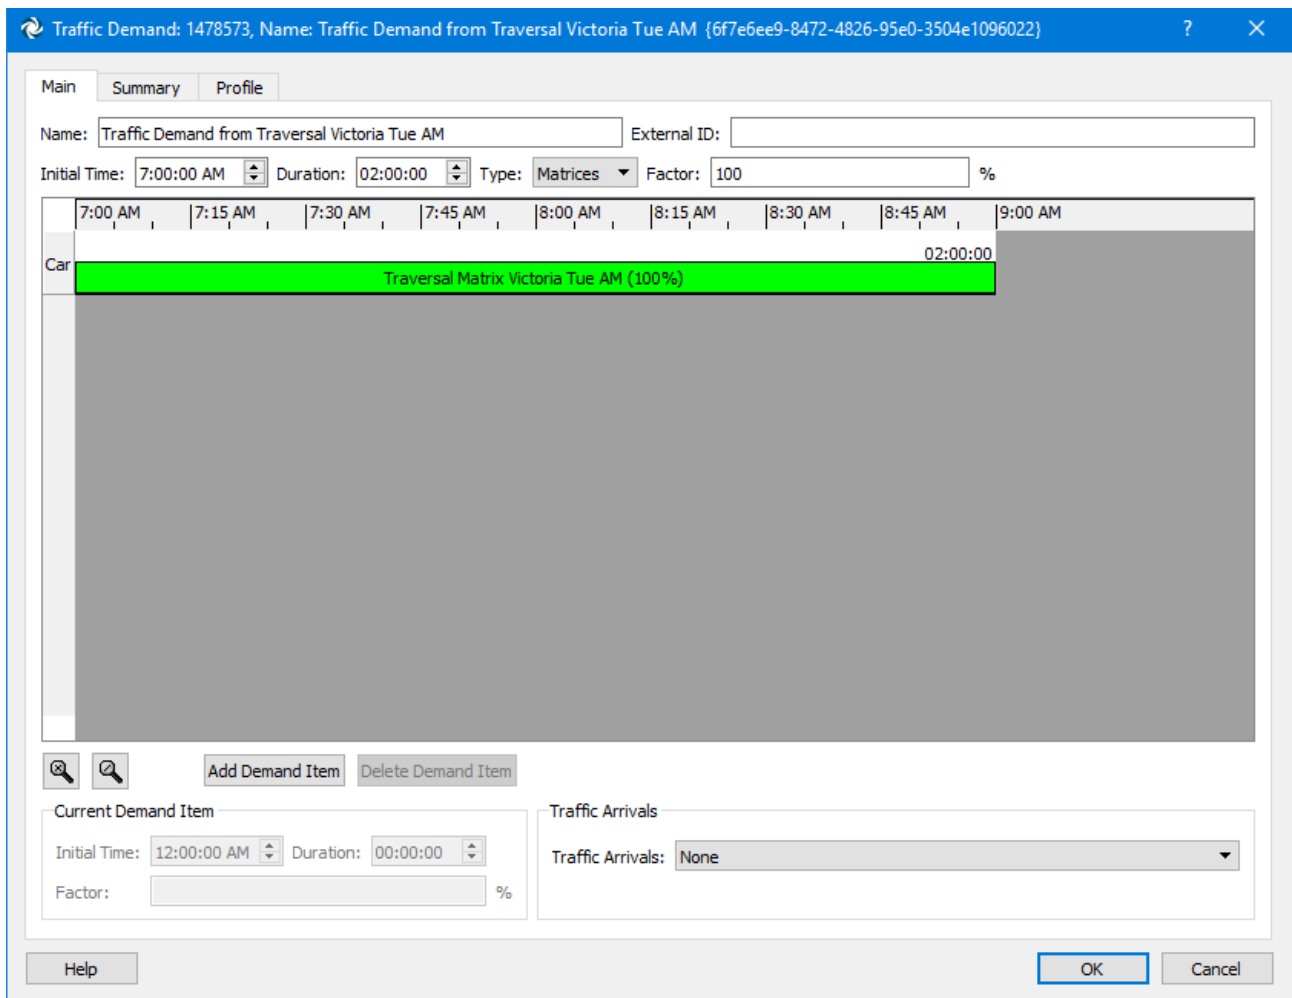 Traffic Demand: 1478573, Name: Traffic Demand from Traversal Victoria Tue AM {6f7e6ee9-8472-4826-95e0-3504e1096022} ?
Main Summary Profile
Name: Traffic Demand from Traversal Victoria Tue AM External ID:
Initial Time: 7:00:00 AM Duration: 02:00:00 Type: Matrices Factor: 100 %
7:00 AM 7:15 AM 7:30 AM 7:45 AM 8:00 AM 8:15 AM 8:30 AM 8:45 AM 9:00 AM
02:00:00
Car
Traversal Matrix Victoria Tue AM (100%)
Add Demand Item Delete Demand Item
Current Demand Item Traffic Arrivals
Initial Time: 12:00:00 AM Duration: 00:00:00 Traffic Arrivals: None
Factor: %
Help OK Cancel